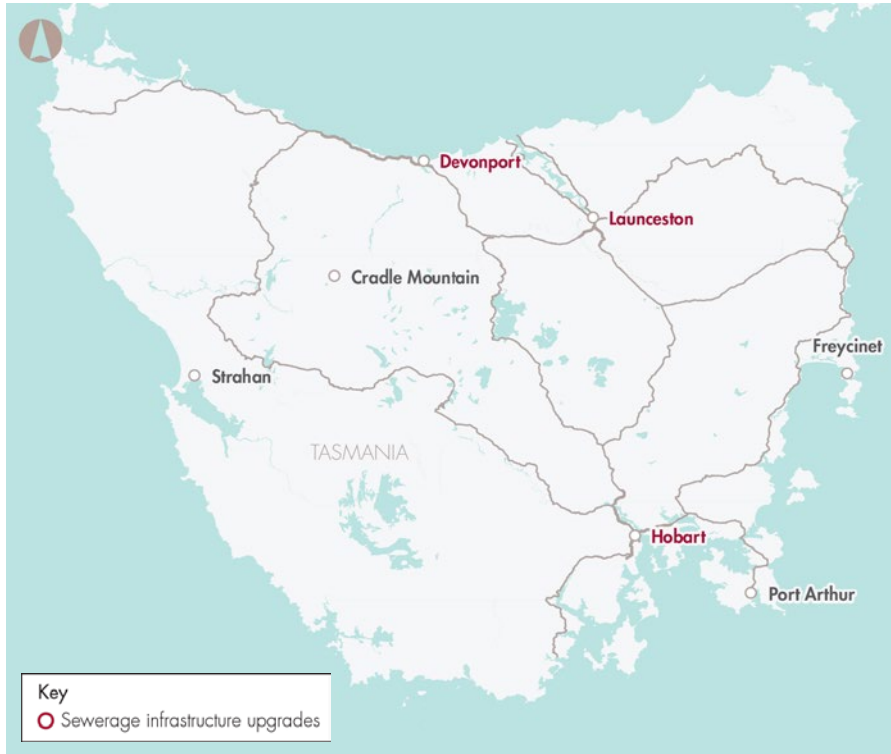 Devonport
Launceston
Cradle Mountain
Freycinet
Strahan
TASMANIA
Hobart
Port Arthur
Key
Sewerage infrastructure upgrades